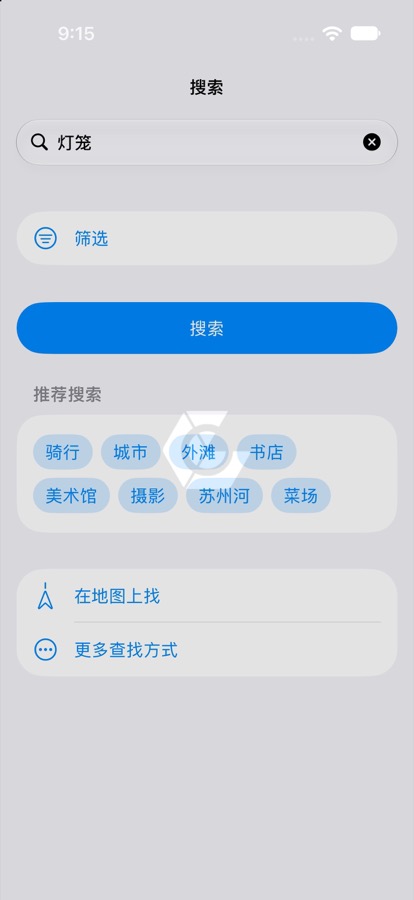 9:15
搜索
灯笼
筛选
搜索
推荐搜索
骑行 城市 外滩 书店
美术馆 摄影 苏州河 菜场
在地图上找
更多查找方式